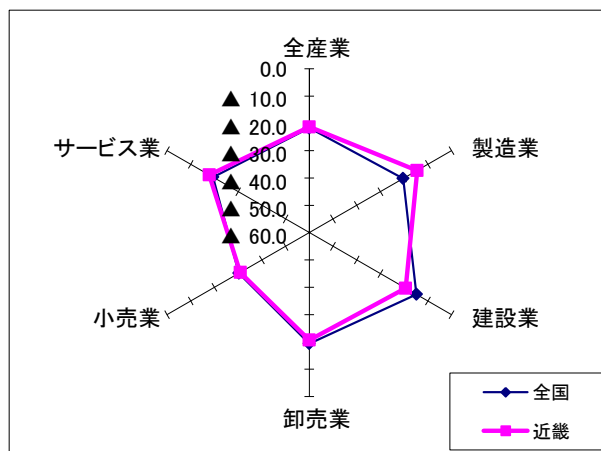 全産業
0.0
▲ 10.0
▲ 20.0
▲ 30.0
▲ 40.0
▲ 50.0
▲ 60.0
サービス業
製造業
小売業
建設業
卸売業
全国
近畿